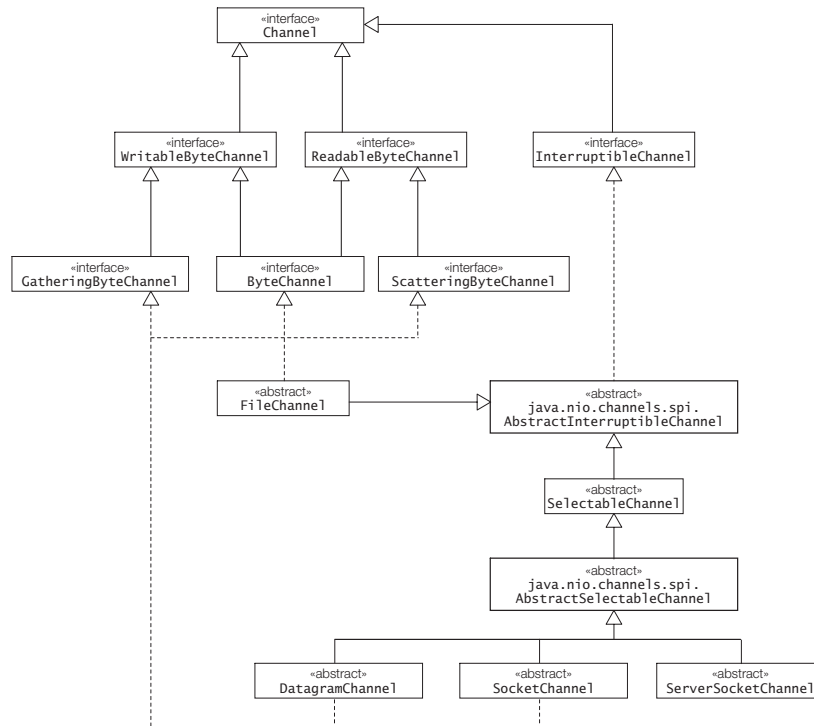 «interface»
Channel
«interface»
WritableByteChannel
«interface»
ReadableByteChannel
«interface»
InterruptibleChannel
«interface»
GatheringByteChannel
«interface»
ByteChannel
«interface»
ScatteringByteChannel
«abstract»
FileChannel
«abstract»
java.nio.channels.spi.
AbstractInterruptibleChannel
«abstract»
SelectableChannel
«abstract»
java.nio.channels.spi.
AbstractSelectableChannel
«abstract»
DatagramChannel
«abstract»
SocketChannel
«abstract»
ServerSocketChannel